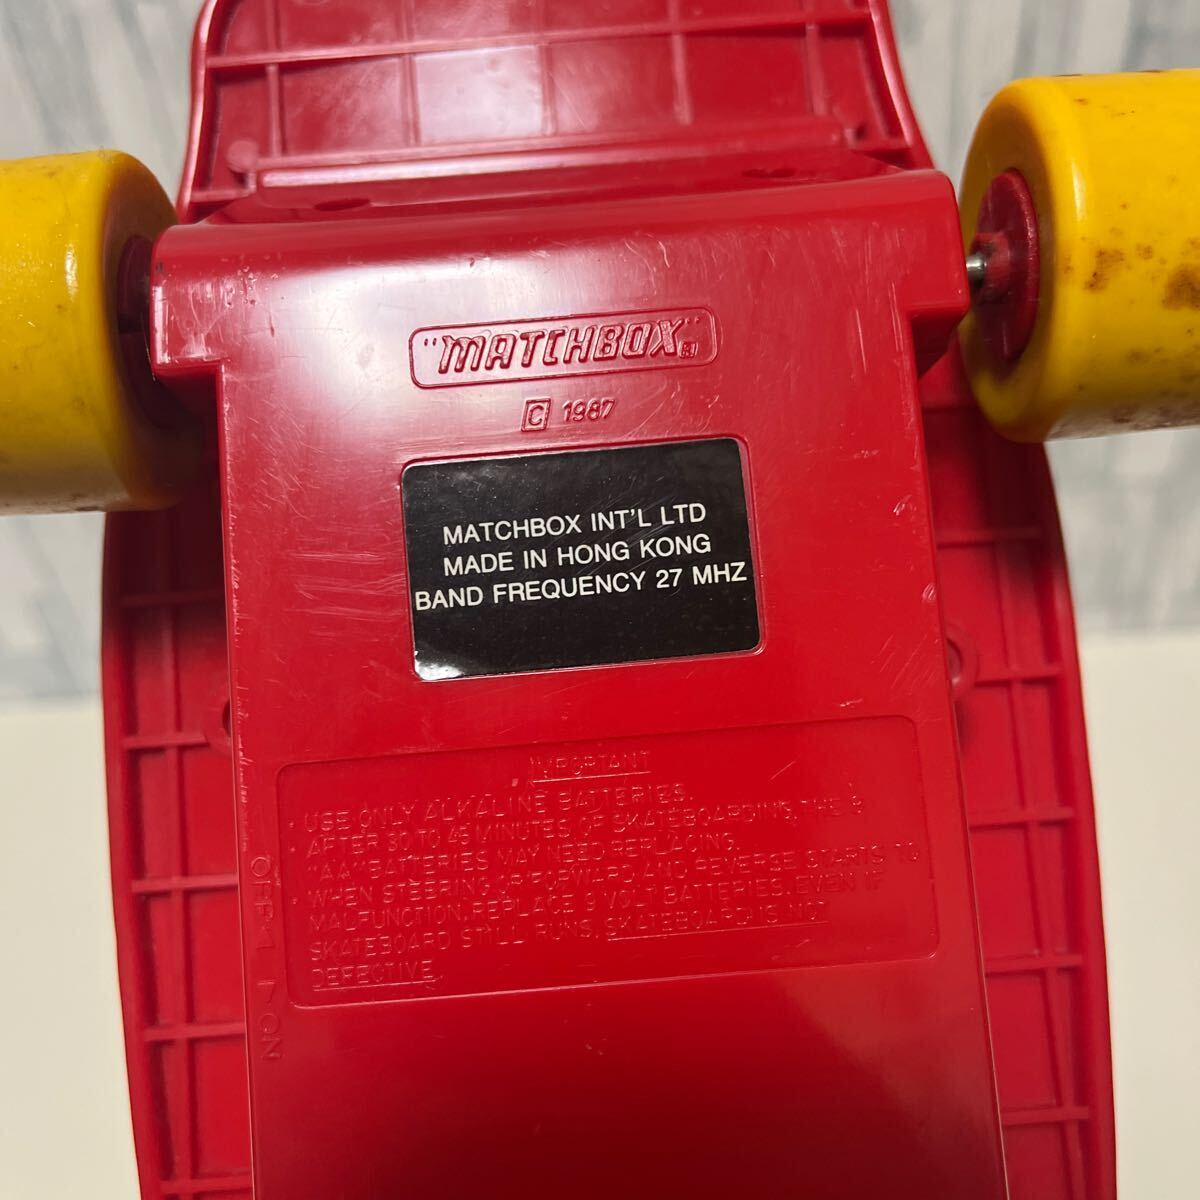 "MATCHBOX"®
© 1987
MATCHBOX INT'L LTD
MADE IN HONG KONG
BAND FREQUENCY 27 MHZ
IMPORTANT
• USE ONLY ALKALINE BATTERIES.
• AFTER 30 TO 45 MINUTES OF SKATEBOARDING, THE 8
"AA" BATTERIES MAY NEED REPLACING.
• WHEN STEERING OR FORWARD AND REVERSE STARTS TO
MALFUNCTION, REPLACE 9 VOLT BATTERIES. EVEN IF
SKATEBOARD STILL RUNS, SKATEBOARD IS NOT
DEFECTIVE.
OFF ON